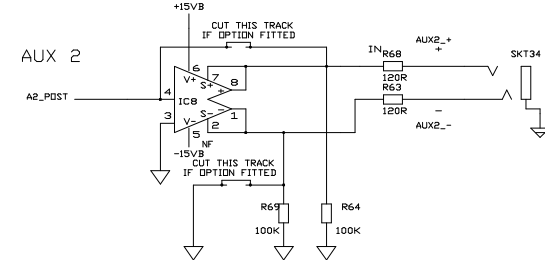 +15VB
CUT THIS TRACK
IF OPTION FITTED
AUX 2
AUX2_+
+
IN
R68
SKT34
6
7
V+
S+
8
+
120R
R63
4
A2_POST
IC8
3
-
1
120R
V-
S-
2
-
AUX2_-
5
NF
-15VB
CUT THIS TRACK
IF OPTION FITTED
R69
R64
100K
100K